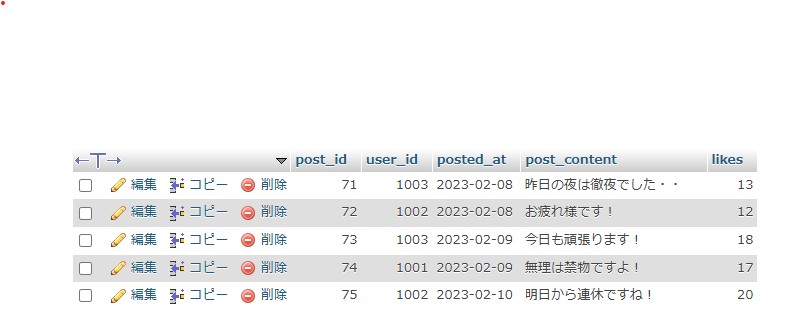 post_id user_id posted_at post_content likes
編集 コピー 削除 71 1003 2023-02-08 昨日の夜は徹夜でした・・ 13
編集 コピー 削除 72 1002 2023-02-08 お疲れ様です！ 12
編集 コピー 削除 73 1003 2023-02-09 今日も頑張ります！ 18
編集 コピー 削除 74 1001 2023-02-09 無理は禁物ですよ！ 17
編集 コピー 削除 75 1002 2023-02-10 明日から連休ですね！ 20